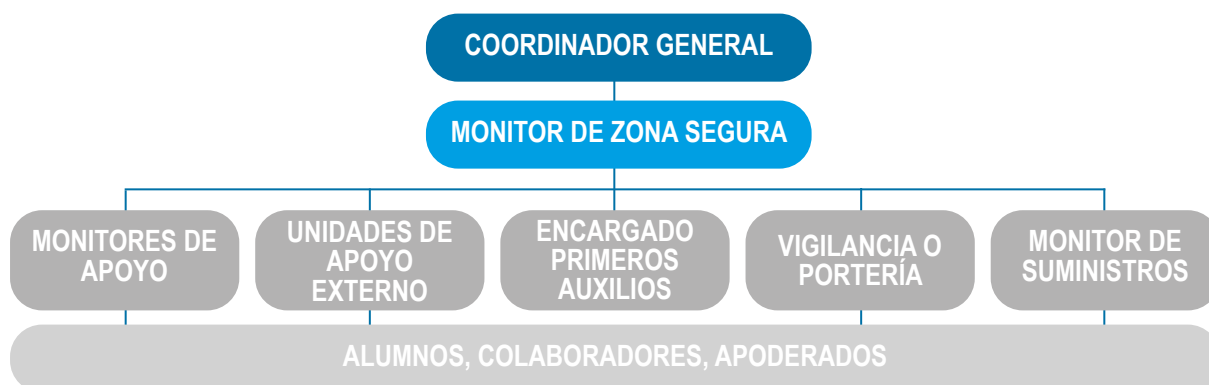 COORDINADOR GENERAL
MONITOR DE ZONA SEGURA
MONITORES DE
APOYO
UNIDADES DE
APOYO
EXTERNO
ENCARGADO
PRIMEROS
AUXILIOS
VIGILANCIA O
PORTERÍA
MONITOR DE
SUMINISTROS
ALUMNOS, COLABORADORES, APODERADOS